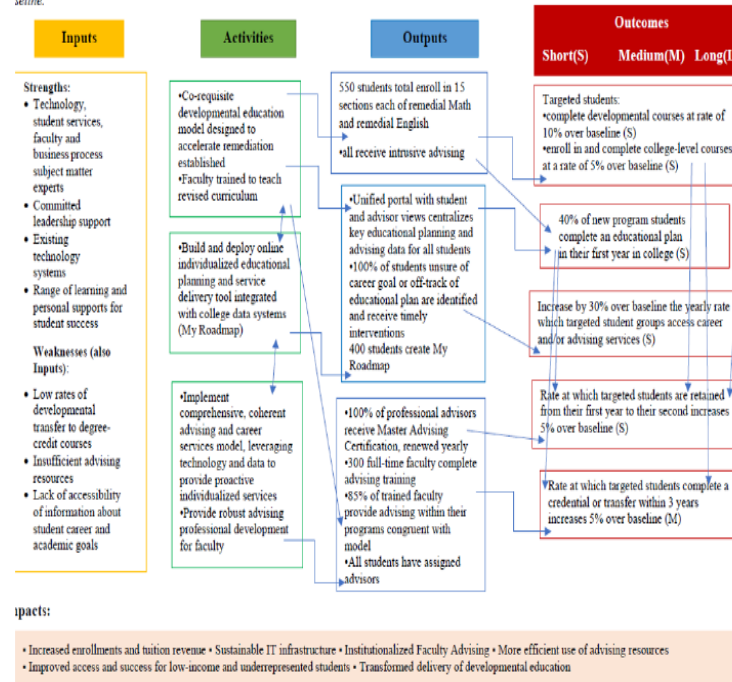 Inputs
Activities
Outputs
Outcomes
Short(S) Medium(M) Long(
Strengths:
• Technology,
student services,
faculty and
business process
subject matter
experts
• Committed
leadership support
• Existing
technology
systems
• Range of learning and
personal supports for
student success
Weaknesses (also
Inputs):
• Low rates of
developmental
transfer to degree-
credit courses
• Insufficient advising
resources
• Lack of accessibility
of information about
student career and
academic goals
•Co-requisite
developmental education
model designed to
accelerate remediation
established
•Faculty trained to teach
revised curriculum
•Build and deploy online
individualized educational
planning and service
delivery tool integrated
with college data systems
(My Roadmap)
•Implement
comprehensive, coherent
advising and career
services model, leveraging
technology and data to
provide proactive
individualized services
•Provide robust advising
professional development
for faculty
550 students total enroll in 15
sections each of remedial Math
and remedial English
•all receive intrusive advising
•Unified portal with student
and advisor views centralizes
key educational planning and
advising data for all students
•100% of students unsure of
career goal or off-track of
educational plan are identified
and receive timely
interventions
400 students create My
Roadmap
•100% of professional advisors
receive Master Advising
Certification, renewed yearly
•300 full-time faculty complete
advising training
•85% of trained faculty
provide advising within their
programs congruent with
model
•All students have assigned
advisors
Targeted students:
•complete developmental courses at rate of
10% over baseline (S)
•enroll in and complete college-level courses
at a rate of 5% over baseline (S)
40% of new program students
complete an educational plan
in their first year in college (S)
Increase by 30% over baseline the yearly rate
which targeted student groups access career
and/or advising services (S)
Rate at which targeted students are retained
from their first year to their second increases
5% over baseline (S)
Rate at which targeted students complete a
credential or transfer within 3 years
increases 5% over baseline (M)
pacts:
• Increased enrollments and tuition revenue • Sustainable IT infrastructure • Institutionalized Faculty Advising • More efficient use of advising resources
• Improved access and success for low-income and underrepresented students • Transformed delivery of developmental education